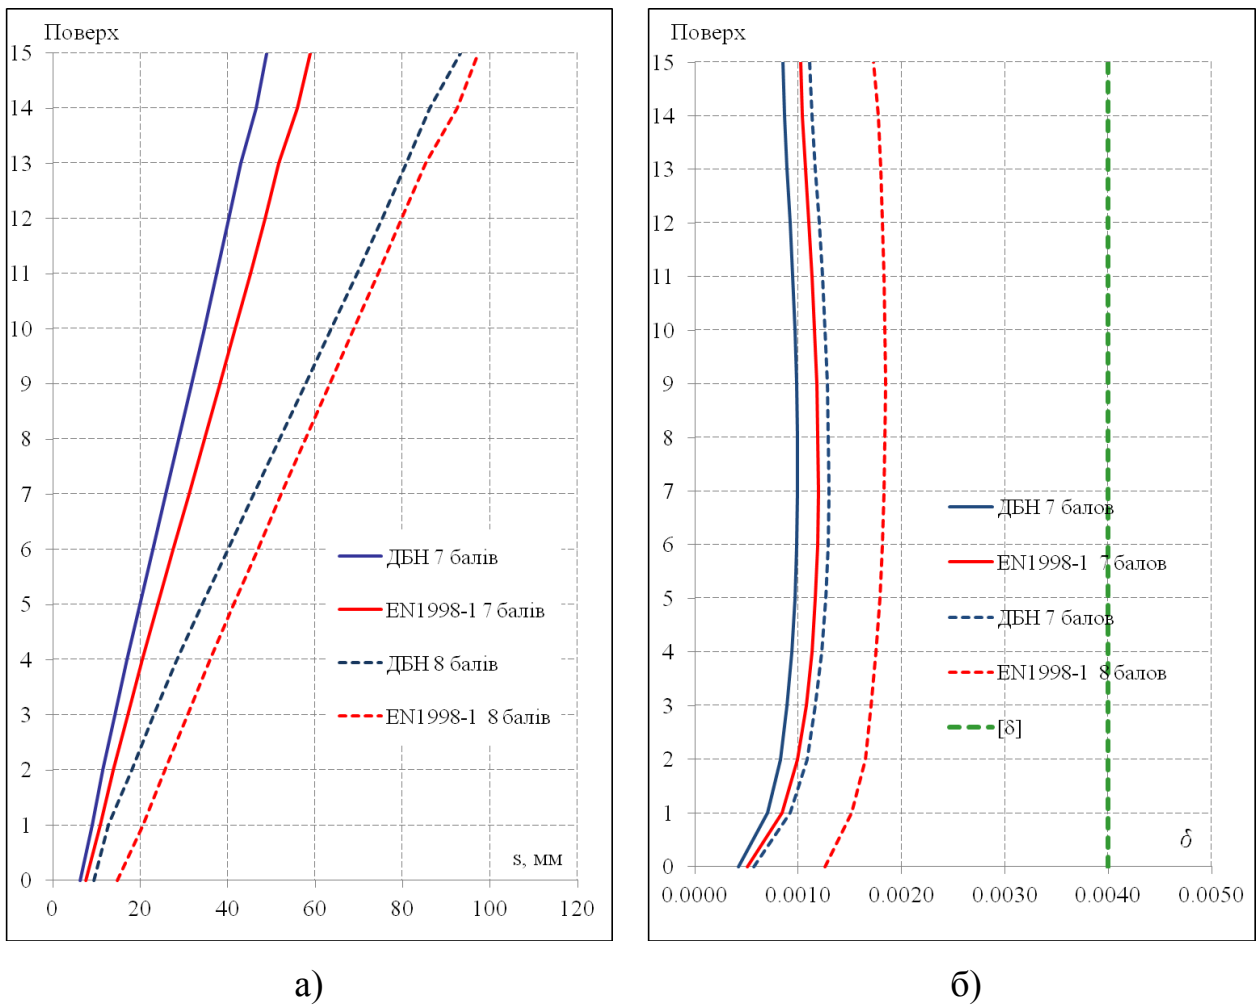 Поверх
15
14
13
12
11
10
9
8
7
6
5
4
3
2
1
0
0 20 40 60 80 100 120
s, мм
ДБН 7 балів
EN1998-1 7 балів
ДБН 8 балів
EN1998-1 8 балів
а)
Поверх
15
14
13
12
11
10
9
8
7
6
5
4
3
2
1
0
0.0000 0.0010 0.0020 0.0030 0.0040 0.0050
δ
ДБН 7 балов
EN1998-1 7 балов
ДБН 7 балов
EN1998-1 8 балов
[δ]
б)